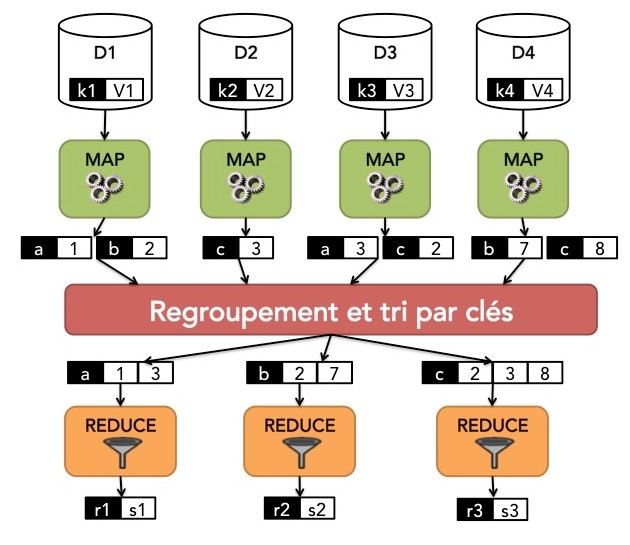 D1 D2 D3 D4
k1 V1 k2 V2 k3 V3 k4 V4
MAP MAP MAP MAP
a 1 b 2 c 3 a 3 c 2 b 7 c 8
Regroupement et tri par clés
a 1 3 b 2 7 c 2 3 8
REDUCE REDUCE REDUCE
r1 s1 r2 s2 r3 s3